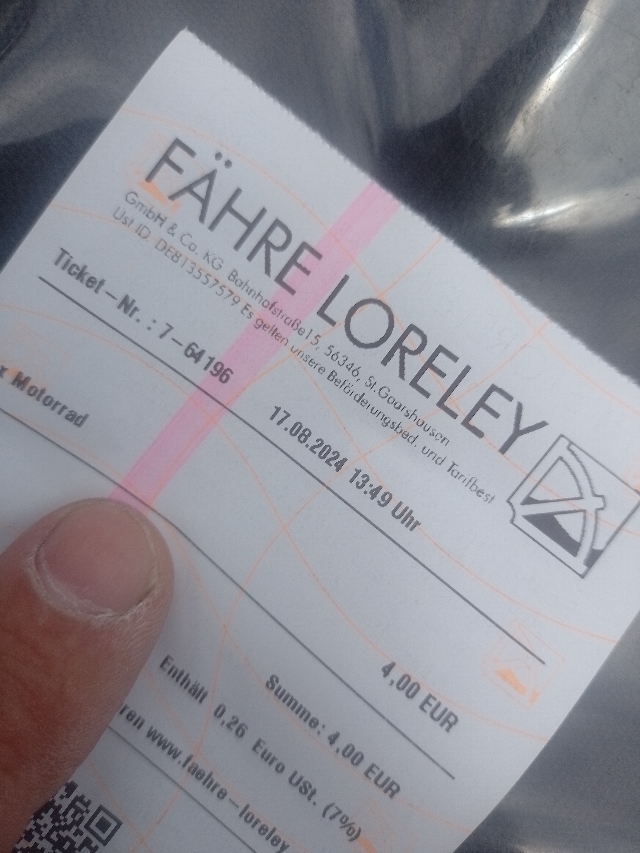 FÄHRE LORELEY
GmbH & Co. KG Bahnhofstraße15, 56346, St.Goarshausen
Ust ID. DE813557579 Es gelten unsere Beförderungsbed. und Tarifbest
Ticket-Nr. : 7-64196 17.08.2024 13:49 Uhr
x Motorrad 4,00 EUR
Summe: 4,00 EUR
Enthält 0,26 Euro USt. (7%)
ren www.faehre-loreley